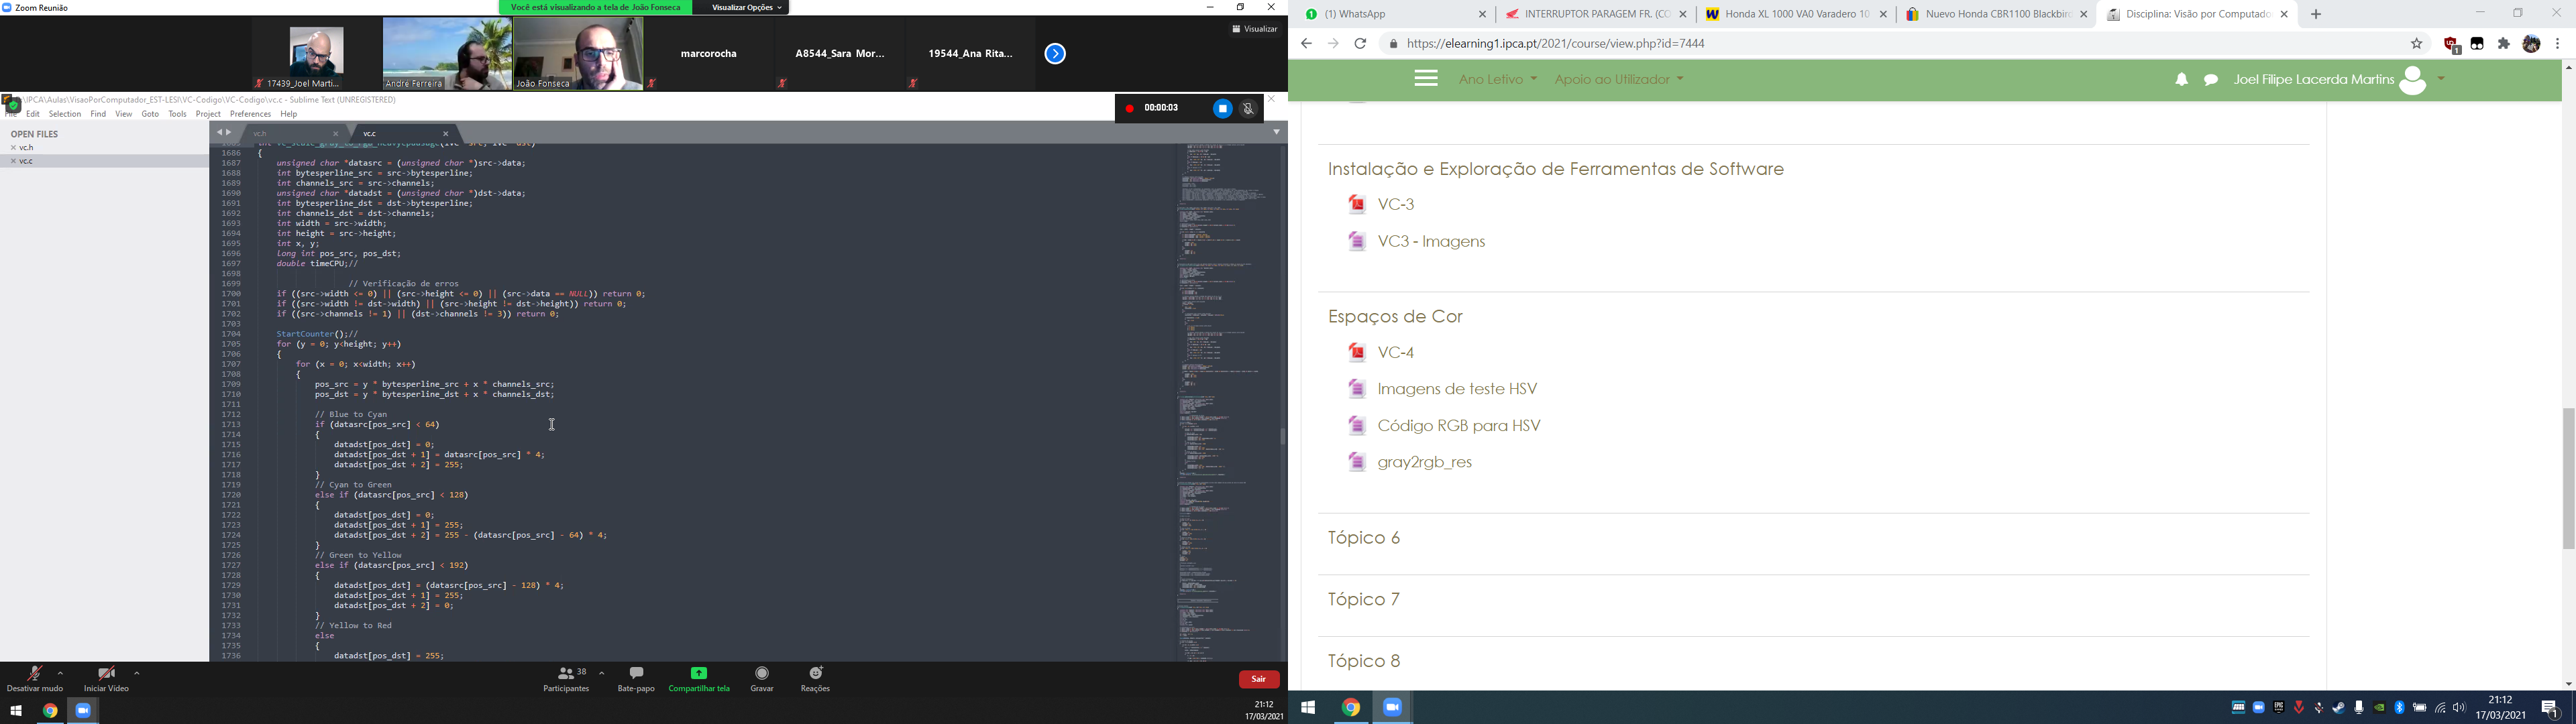 Zoom Reunião
Você está visualizando a tela de João Fonseca
Visualizar Opções
Visualizar
17439_Joel Marti...
André Ferreira
João Fonseca
marcorocha
A8544_Sara Mor...
19544_Ana Rita...
\IPCA\Aulas\VisaoPorComputador_EST-LESI\VC-Codigo\VC-Codigo\vc.c - Sublime Text (UNREGISTERED)
00:00:03
File Edit Selection Find View Goto Tools Project Preferences Help
OPEN FILES
vc.h
vc.c
vc.h
vc.c
1686 {
1687 unsigned char *datasrc = (unsigned char *)src->data;
1688 int bytesperline_src = src->bytesperline;
1689 int channels_src = src->channels;
1690 unsigned char *datadst = (unsigned char *)dst->data;
1691 int bytesperline_dst = dst->bytesperline;
1692 int channels_dst = dst->channels;
1693 int width = src->width;
1694 int height = src->height;
1695 int x, y;
1696 long int pos_src, pos_dst;
1697 double timeCPU;//
1698
1699 // Verificação de erros
1700 if ((src->width <= 0) || (src->height <= 0) || (src->data == NULL)) return 0;
1701 if ((src->width != dst->width) || (src->height != dst->height)) return 0;
1702 if ((src->channels != 1) || (dst->channels != 3)) return 0;
1703
1704 StartCounter();//
1705 for (y = 0; y<height; y++)
1706 {
1707 for (x = 0; x<width; x++)
1708 {
1709 pos_src = y * bytesperline_src + x * channels_src;
1710 pos_dst = y * bytesperline_dst + x * channels_dst;
1711
1712 // Blue to Cyan
1713 if (datasrc[pos_src] < 64)
1714 {
1715 datadst[pos_dst] = 0;
1716 datadst[pos_dst + 1] = datasrc[pos_src] * 4;
1717 datadst[pos_dst + 2] = 255;
1718 }
1719 // Cyan to Green
1720 else if (datasrc[pos_src] < 128)
1721 {
1722 datadst[pos_dst] = 0;
1723 datadst[pos_dst + 1] = 255;
1724 datadst[pos_dst + 2] = 255 - (datasrc[pos_src] - 64) * 4;
1725 }
1726 // Green to Yellow
1727 else if (datasrc[pos_src] < 192)
1728 {
1729 datadst[pos_dst] = (datasrc[pos_src] - 128) * 4;
1730 datadst[pos_dst + 1] = 255;
1731 datadst[pos_dst + 2] = 0;
1732 }
1733 // Yellow to Red
1734 else
1735 {
1736 datadst[pos_dst] = 255;
Desativar mudo
Iniciar Vídeo
38
Participantes
Bate-papo
Compartilhar tela
Gravar
Reações
Sair
21:12
17/03/2021
(1) WhatsApp
INTERRUPTOR PARAGEM FR. (CO
Honda XL 1000 VA0 Varadero 10
Nuevo Honda CBR1100 Blackbird
Disciplina: Visão por Computado
https://elearning1.ipca.pt/2021/course/view.php?id=7444
Ano Letivo
Apoio ao Utilizador
Joel Filipe Lacerda Martins
Instalação e Exploração de Ferramentas de Software
VC-3
VC3 - Imagens
Espaços de Cor
VC-4
Imagens de teste HSV
Código RGB para HSV
gray2rgb_res
Tópico 6
Tópico 7
Tópico 8
21:12
17/03/2021